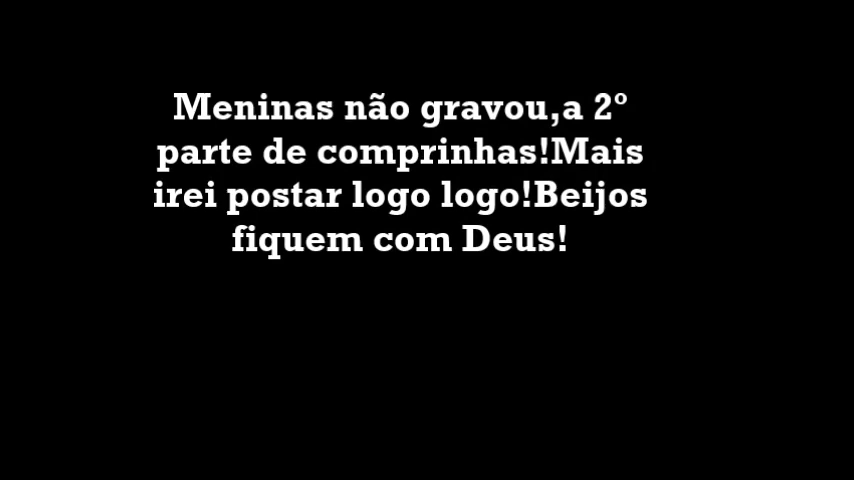 Meninas não gravou,a 2º
parte de comprinhas!Mais
irei postar logo logo!Beijos
fiquem com Deus!